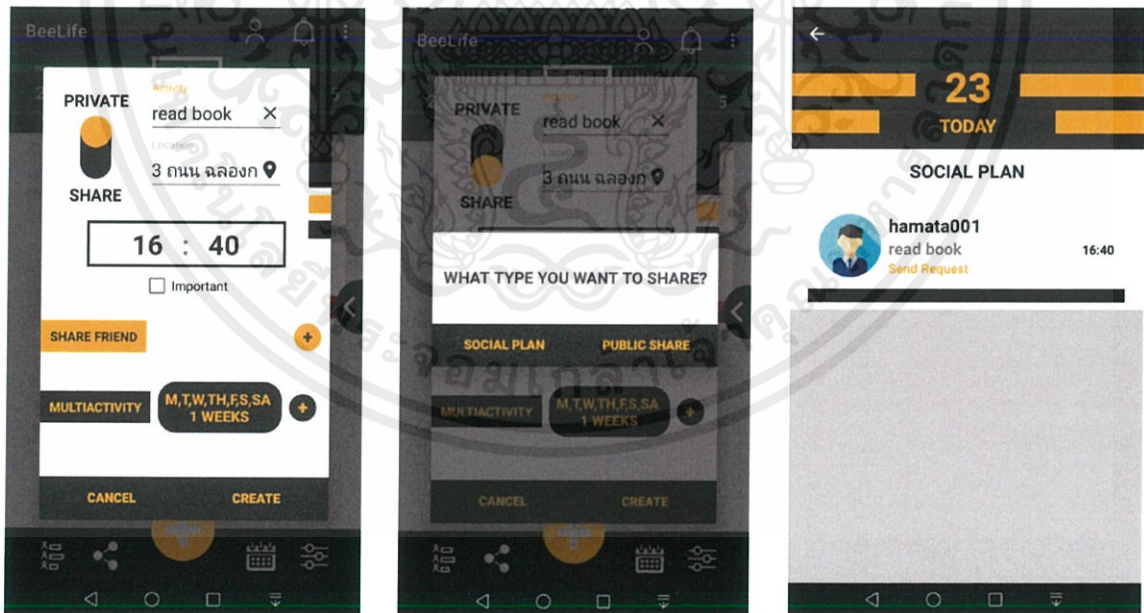 BeeLife
PRIVATE
Activity
read book
Location
3 ถนน ฉลองก
SHARE
16 : 40
Important
SHARE FRIEND
MULTIACTIVITY
M,T,W,TH,F,S,SA
1 WEEKS
CANCEL
CREATE
BeeLife
PRIVATE
read book
3 ถนน ฉลองก
SHARE
WHAT TYPE YOU WANT TO SHARE?
SOCIAL PLAN
PUBLIC SHARE
MULTIACTIVITY
M,T,W,TH,F,S,SA
1 WEEKS
CANCEL
CREATE
23
TODAY
SOCIAL PLAN
hamata001
read book
16:40
Send Request